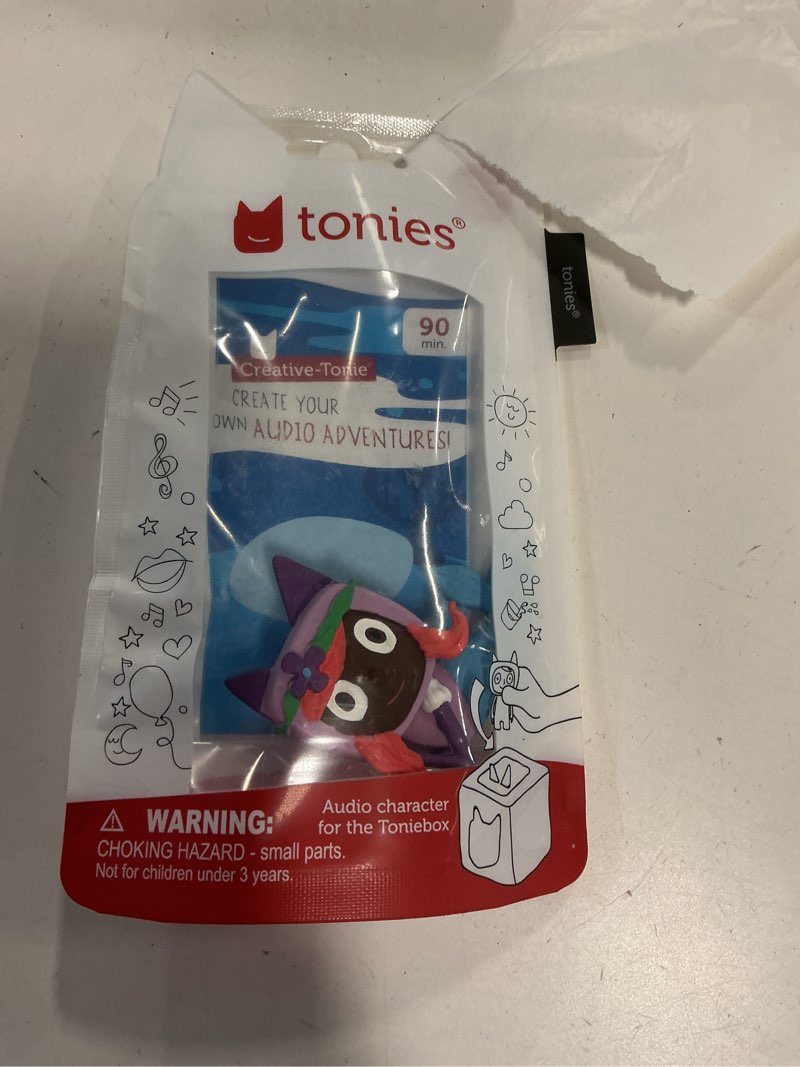 tonies®
tonies®
90
min.
Creative-Tonie
CREATE YOUR
OWN AUDIO ADVENTURES!
WARNING:
CHOKING HAZARD - small parts.
Not for children under 3 years.
Audio character
for the Toniebox